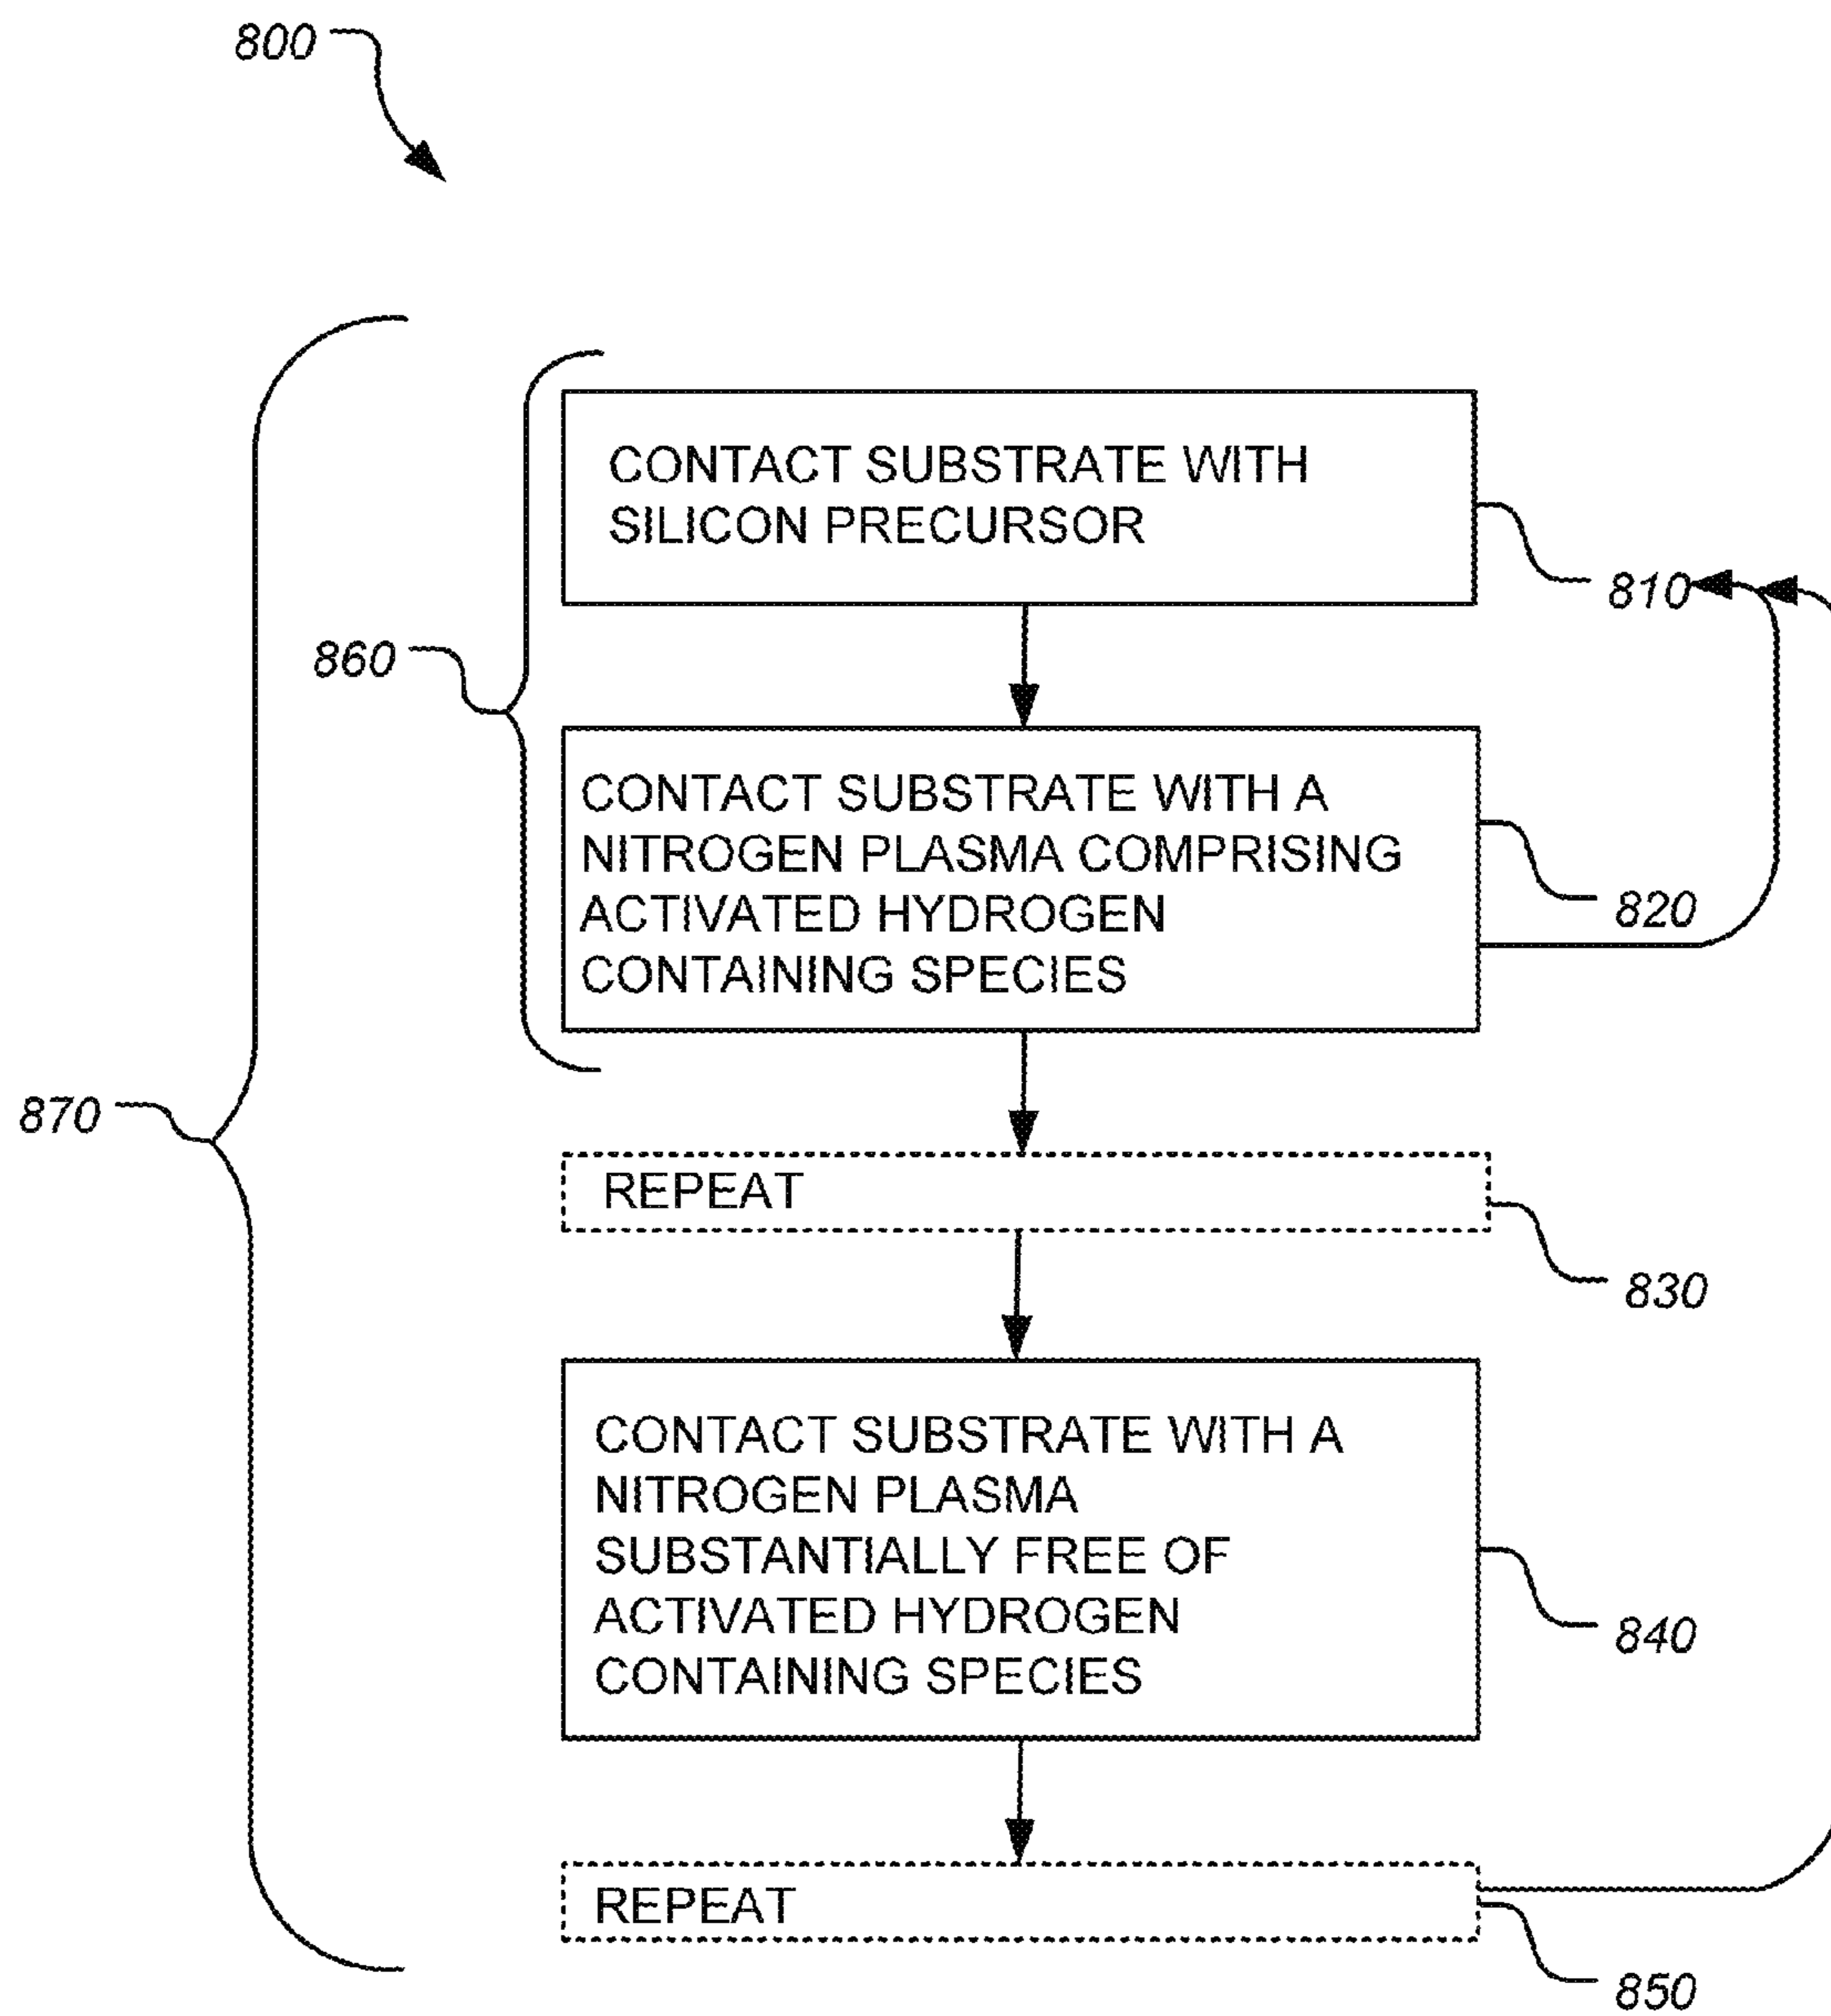 800
CONTACT SUBSTRATE WITH
SILICON PRECURSOR
810
860
CONTACT SUBSTRATE WITH A
NITROGEN PLASMA COMPRISING
ACTIVATED HYDROGEN
CONTAINING SPECIES
820
870
REPEAT
830
CONTACT SUBSTRATE WITH A
NITROGEN PLASMA
SUBSTANTIALLY FREE OF
ACTIVATED HYDROGEN
CONTAINING SPECIES
840
REPEAT
850